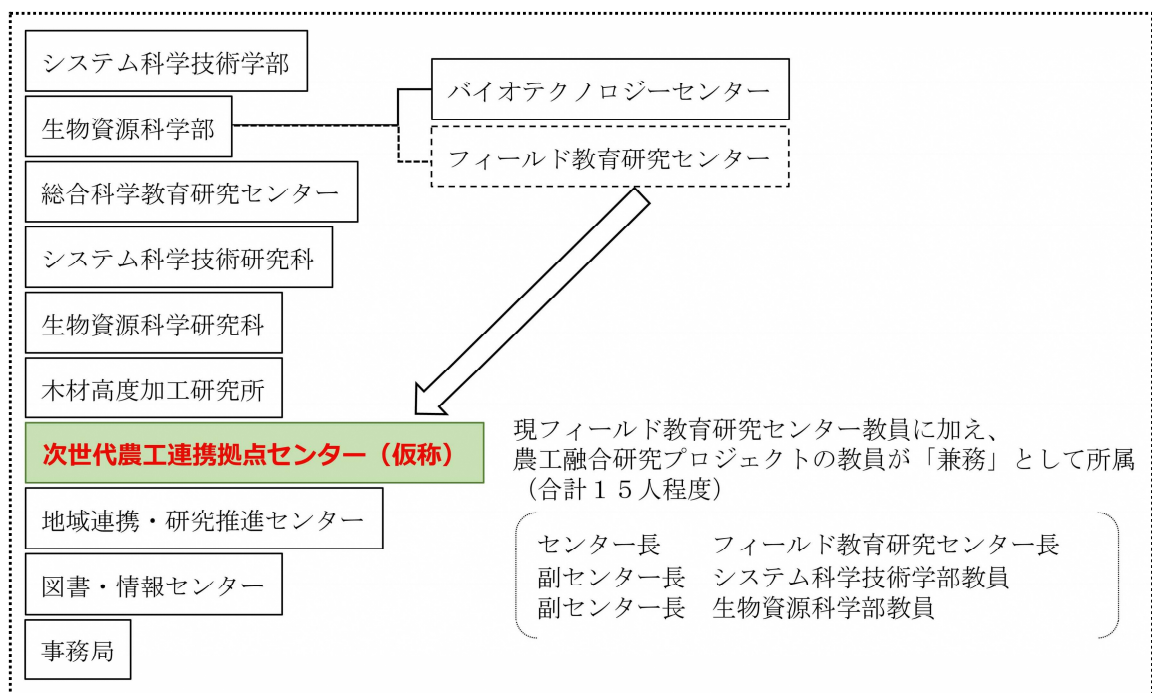 システム科学技術学部
生物資源科学部
総合科学教育研究センター
システム科学技術研究科
生物資源科学研究科
木材高度加工研究所
次世代農工連携拠点センター（仮称）
地域連携・研究推進センター
図書・情報センター
事務局
バイオテクノロジーセンター
フィールド教育研究センター
現フィールド教育研究センター教員に加え、
農工融合研究プロジェクトの教員が「兼務」として所属
（合計１５人程度）
センター長　フィールド教育研究センター長
副センター長　システム科学技術学部教員
副センター長　生物資源科学部教員